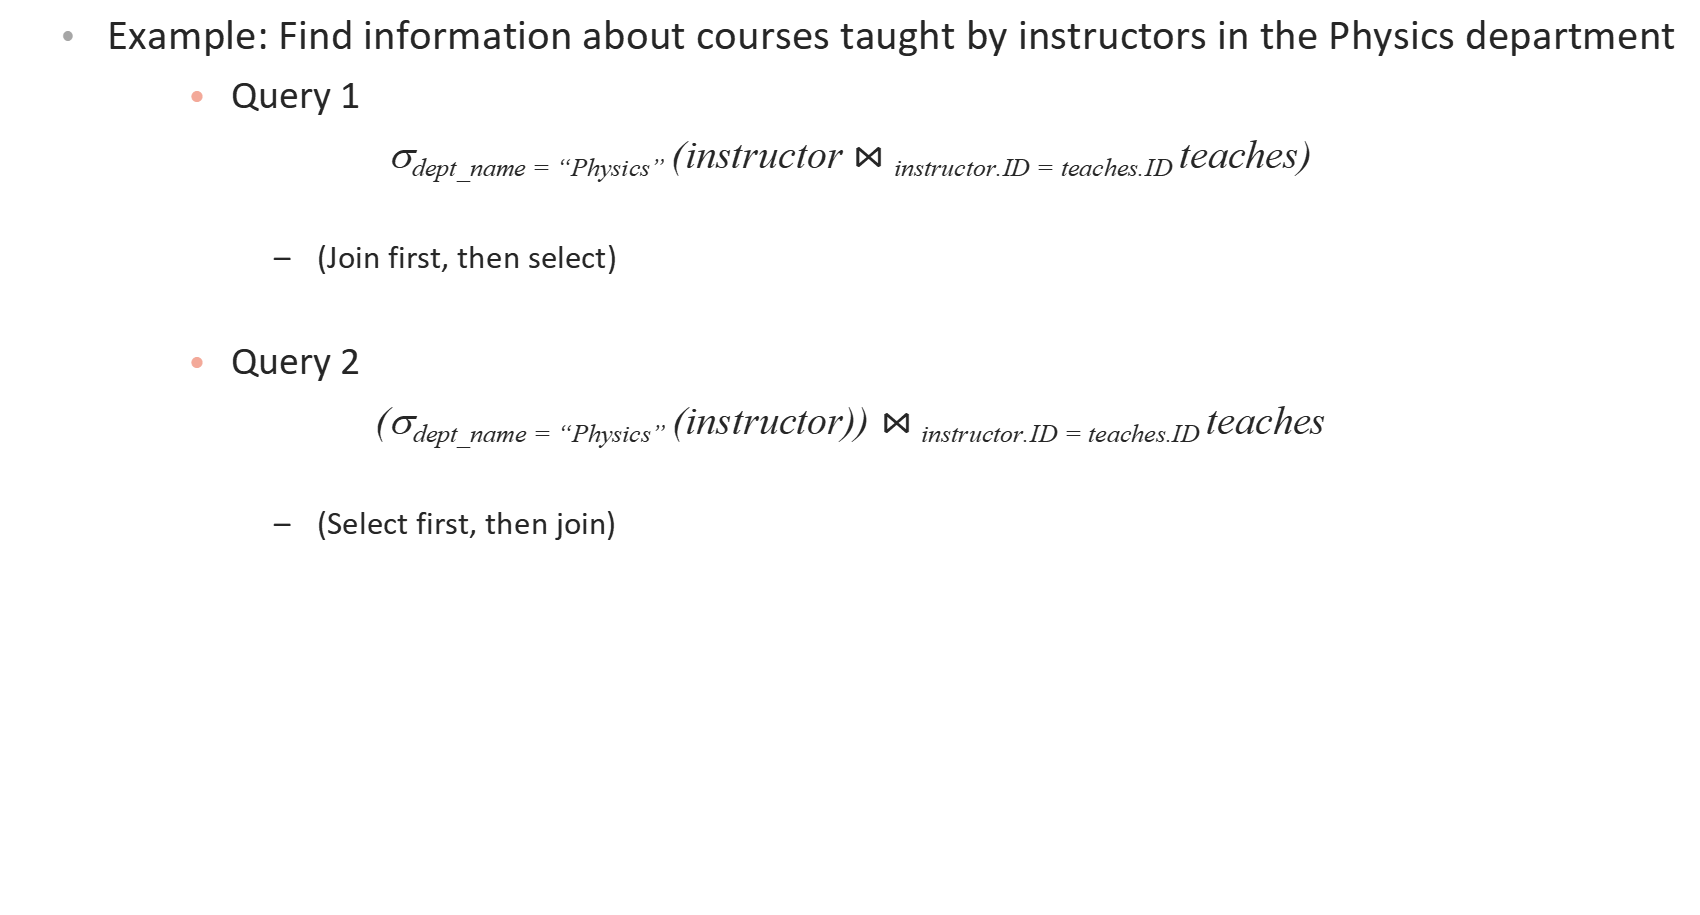 • Example: Find information about courses taught by instructors in the Physics department
• Query 1
σdept_name = “Physics” (instructor ⋈ instructor.ID = teaches.ID teaches)
– (Join first, then select)
• Query 2
(σdept_name = “Physics” (instructor)) ⋈ instructor.ID = teaches.ID teaches
– (Select first, then join)